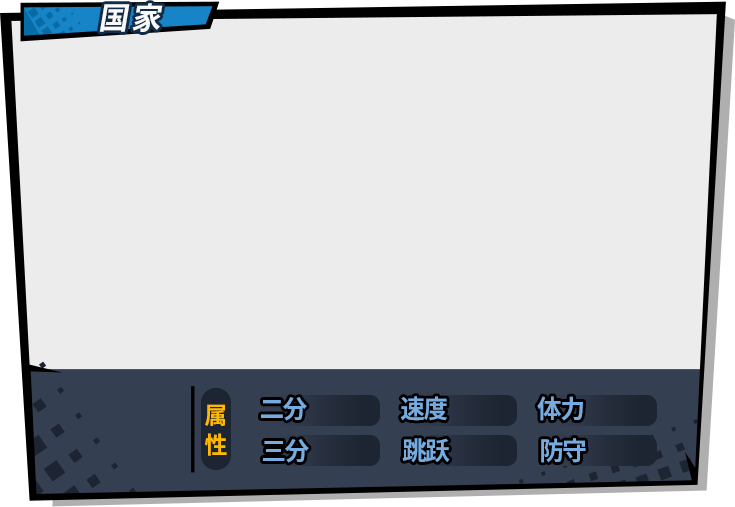 国家
属性
二分 速度 体力
三分 跳跃 防守